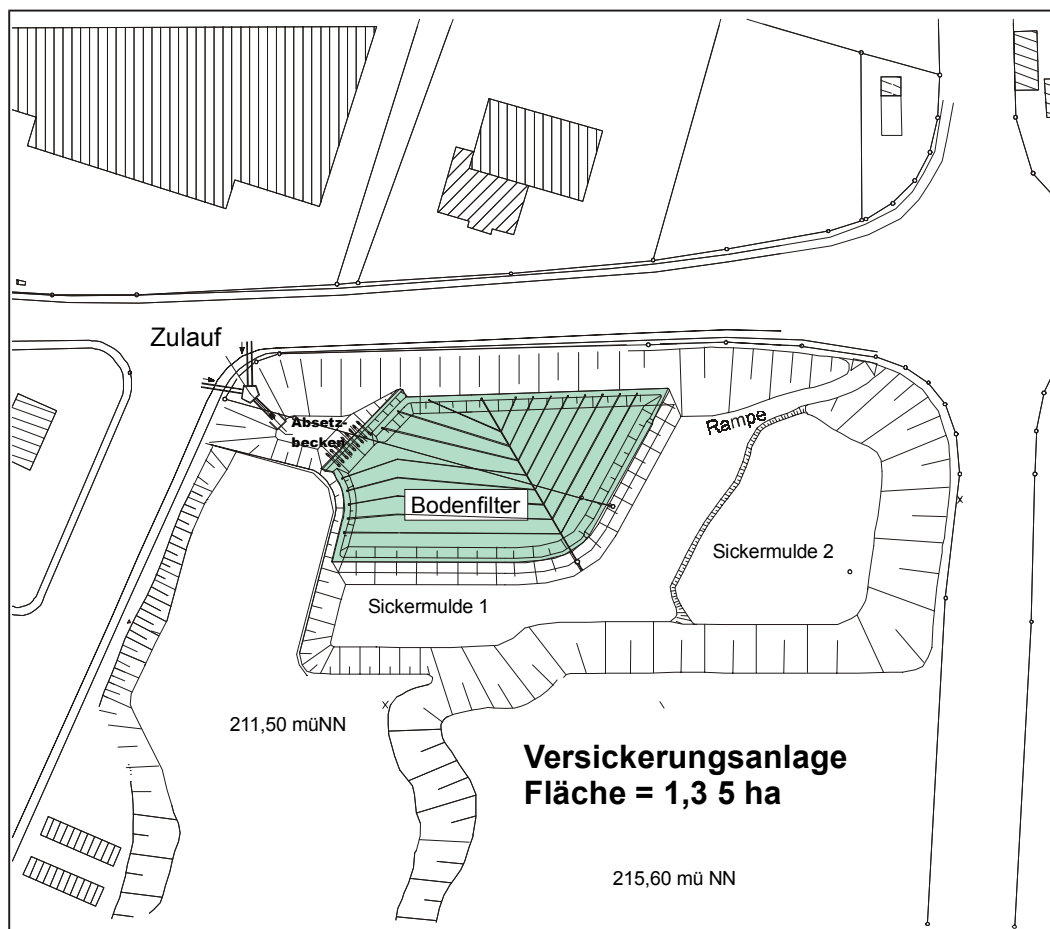 Zulauf
Absetz-
becken
Rampe
Bodenfilter
Sickermulde 2
Sickermulde 1
211,50 müNN
Versickerungsanlage
Fläche = 1,3 5 ha
215,60 mü NN